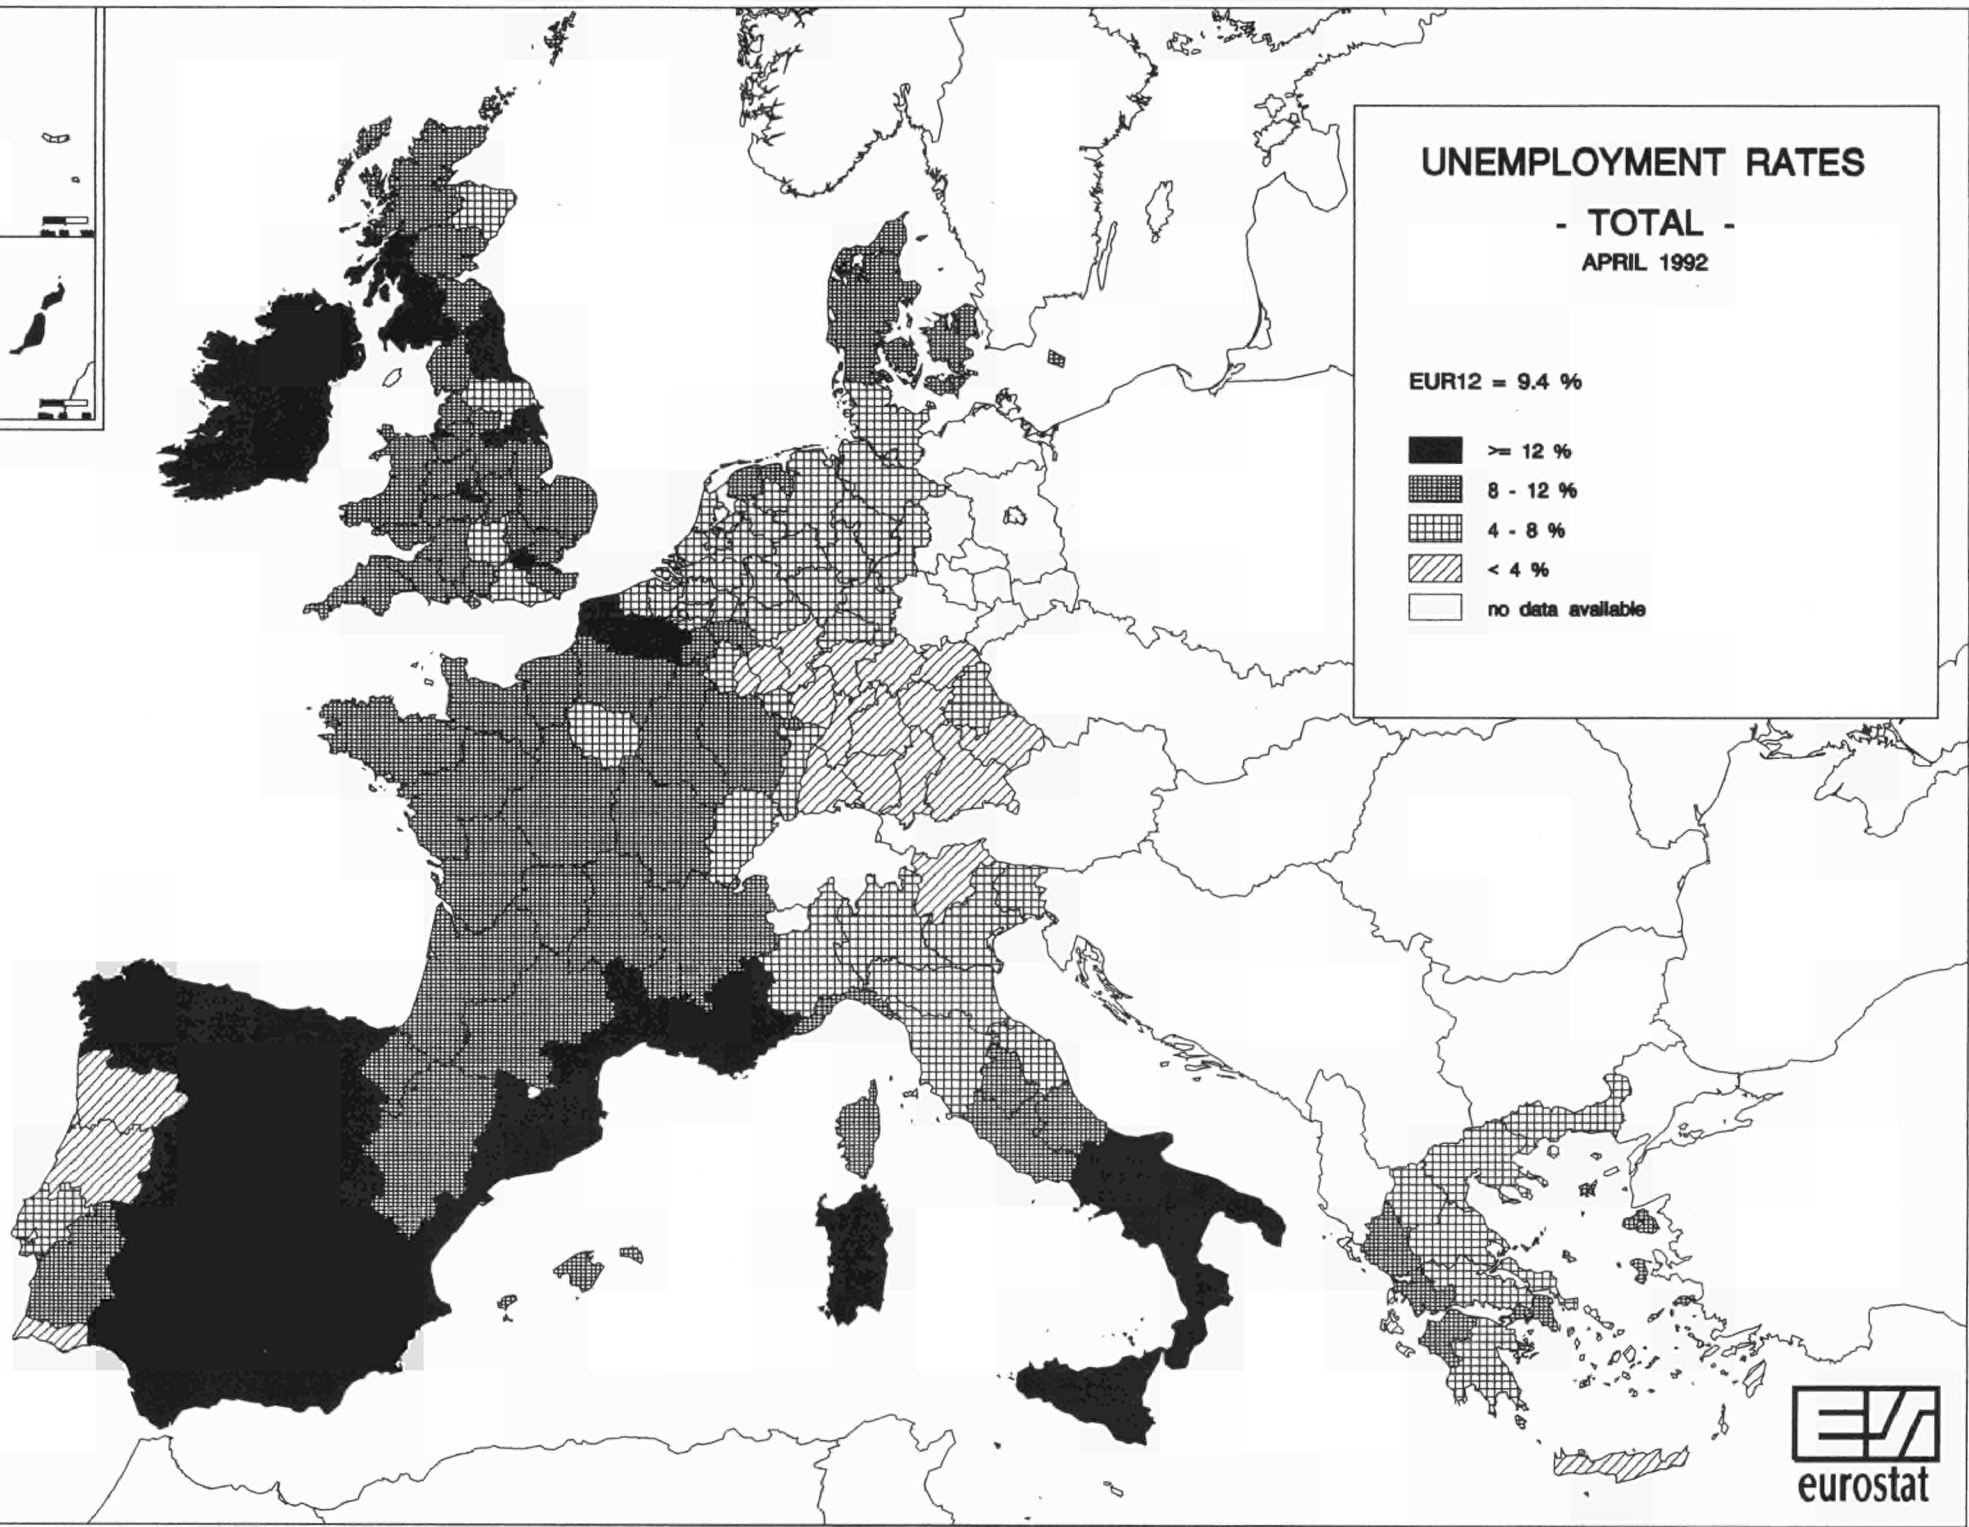 UNEMPLOYMENT RATES
- TOTAL -
APRIL 1992
EUR12 = 9.4 %
>= 12 %
8 - 12 %
4 - 8 %
< 4 %
no data available
eurostat